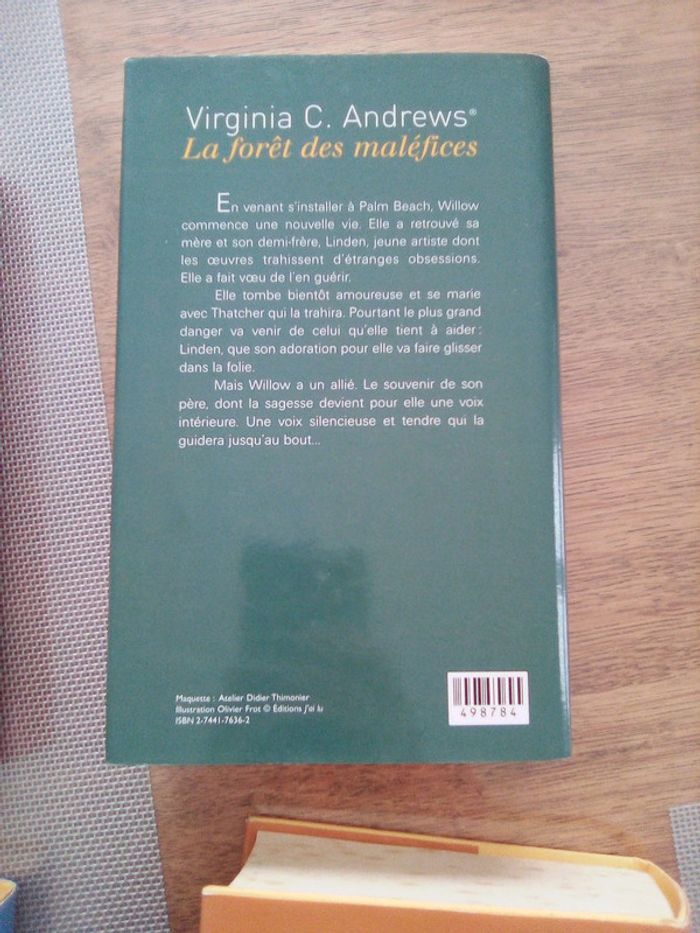 Virginia C. Andrews®
La forêt des maléfices
En venant s'installer à Palm Beach, Willow
commence une nouvelle vie. Elle a retrouvé sa
mère et son demi-frère, Linden, jeune artiste dont
les œuvres trahissent d'étranges obsessions.
Elle a fait vœu de l'en guérir.
Elle tombe bientôt amoureuse et se marie
avec Thatcher qui la trahira. Pourtant le plus grand
danger va venir de celui qu'elle tient à aider :
Linden, que son adoration pour elle va faire glisser
dans la folie.
Mais Willow a un allié. Le souvenir de son
père, dont la sagesse devient pour elle une voix
intérieure. Une voix silencieuse et tendre qui la
guidera jusqu'au bout...
Maquette : Atelier Didier Thimonier
Illustration Olivier Frot © Éditions J'ai lu
ISBN 2-7441-7636-2
498784